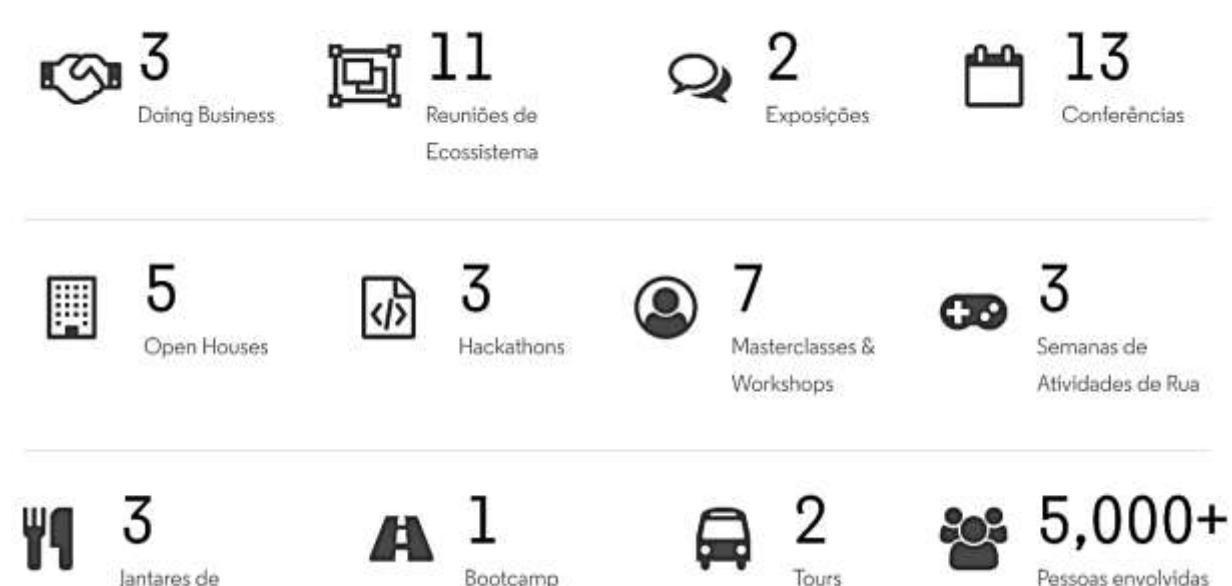 3
Doing Business
11
Reuniões de
Ecossistema
2
Exposições
13
Conferências
5
Open Houses
3
Hackathons
7
Masterclasses &
Workshops
3
Semanas de
Atividades de Rua
3
Jantares de
1
Bootcamp
2
Tours
5,000+
Pessoas envolvidas